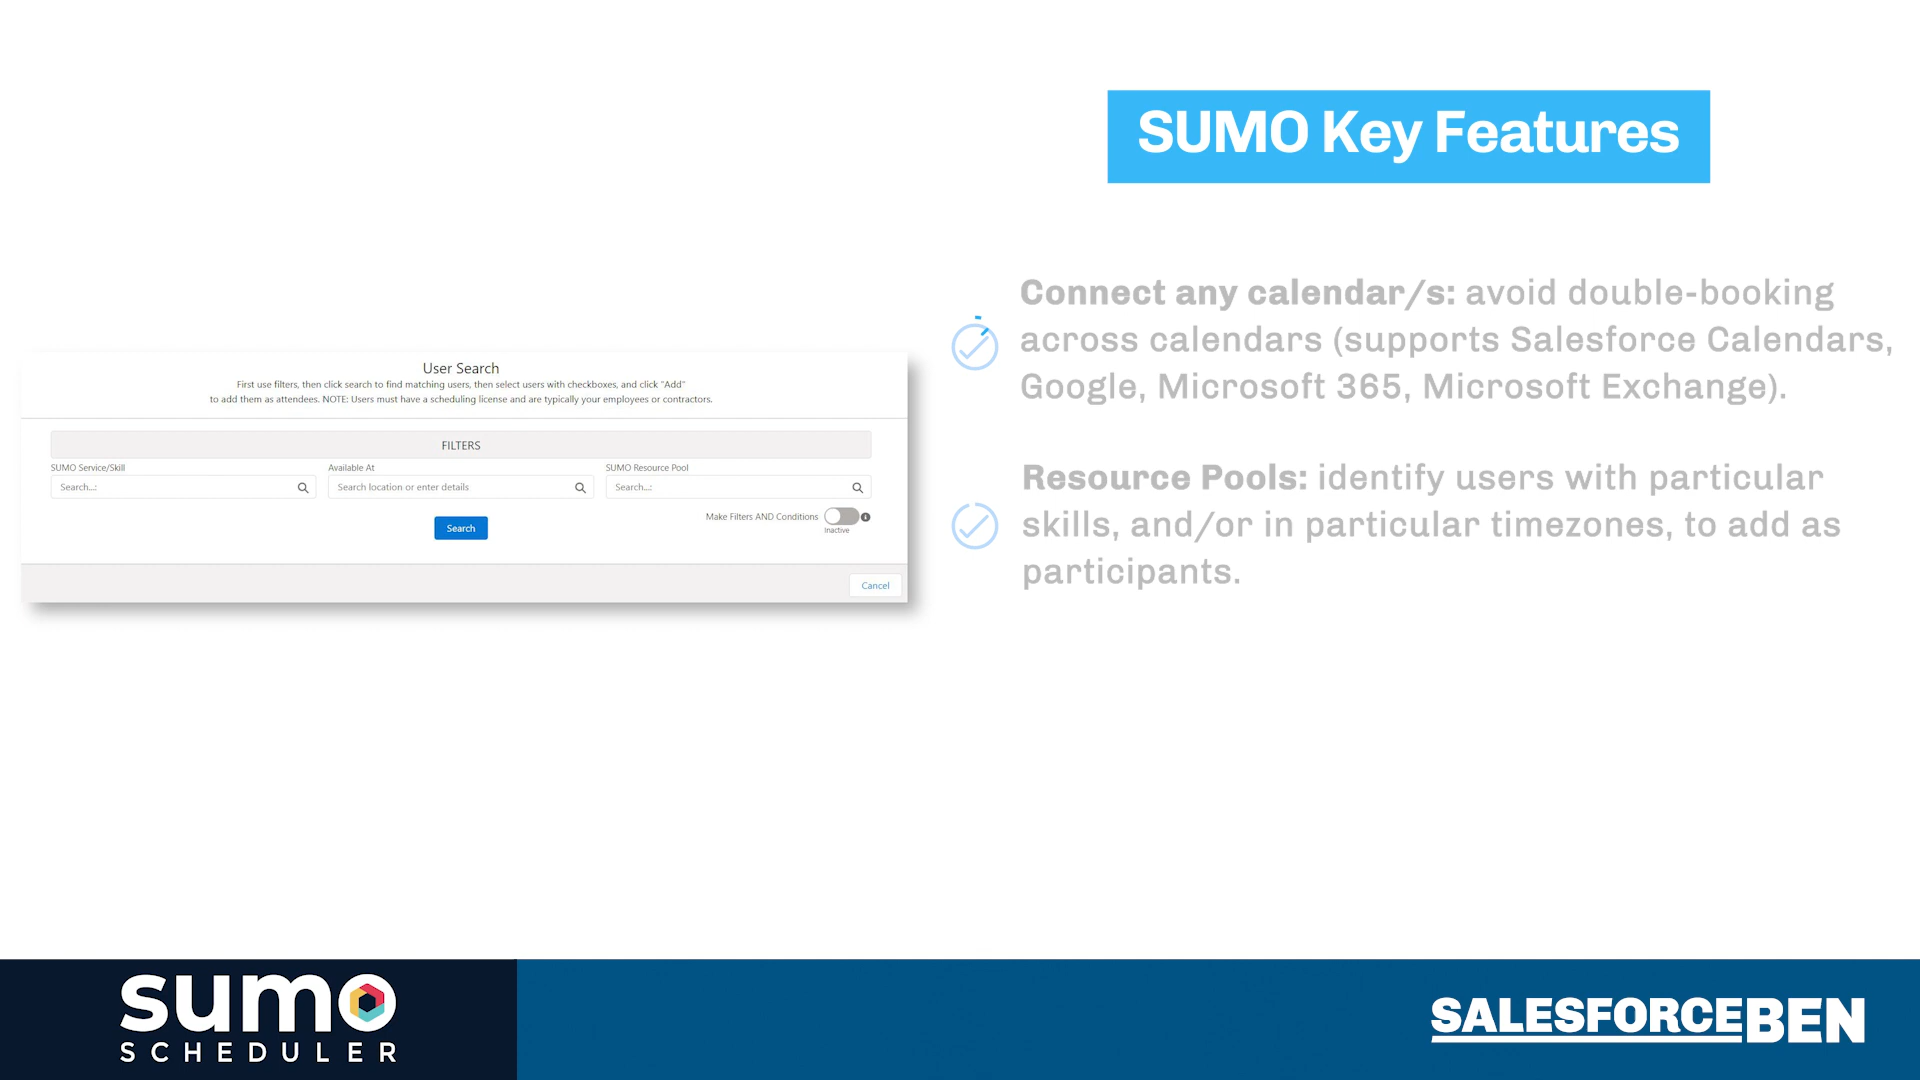 SUMO Key Features
Connect any calendar/s: avoid double-booking
across calendars (supports Salesforce Calendars,
Google, Microsoft 365, Microsoft Exchange).
Resource Pools: identify users with particular
skills, and/or in particular timezones, to add as
participants.
User Search
First use filters, then click search to find matching users, then select users with checkboxes, and click "Add"
to add them as attendees. NOTE: Users must have a scheduling license and are typically your employees or contractors.
FILTERS
SUMO Service/Skill Available At SUMO Resource Pool
Search...: Search location or enter details Search...:
Make Filters AND Conditions
Inactive
Search
Cancel
sumo
SCHEDULER
SALESFORCEBEN